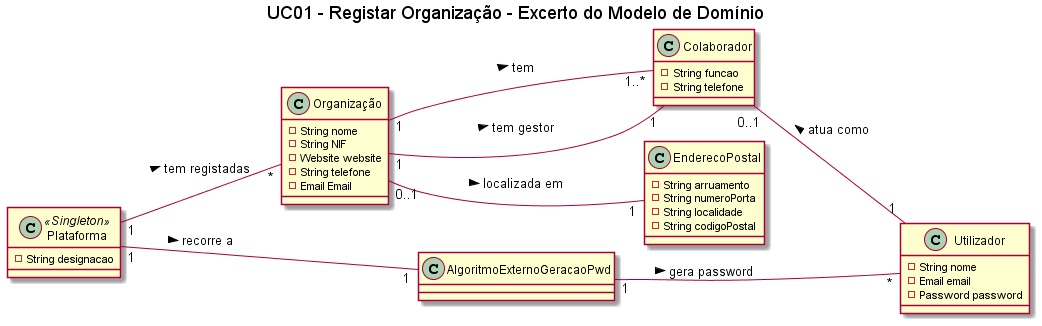 UC01 - Registar Organização - Excerto do Modelo de Domínio
C Colaborador
String funcao
String telefone
tem
1..*
C Organização
String nome
String NIF
Website website
String telefone
Email Email
1
tem gestor
1
1
0..1
atua como
C EnderecoPostal
String arruamento
String numeroPorta
String localidade
String codigoPostal
localizada em
0..1
1
tem registadas
*
C «Singleton»
Plataforma
String designacao
1
1
recorre a
1
C AlgoritmoExternoGeracaoPwd
1
gera password
*
1
C Utilizador
String nome
Email email
Password password